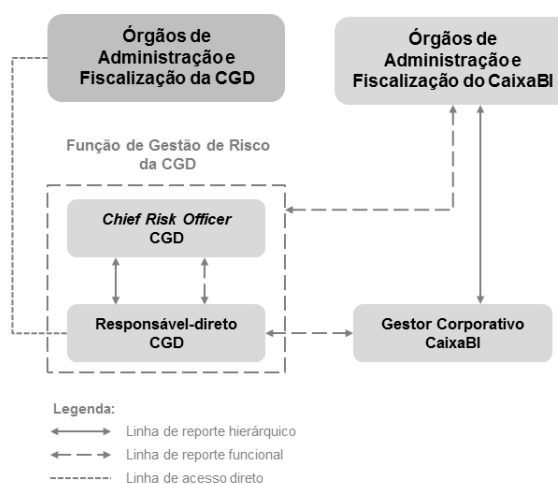 Órgãos de
Administração e
Fiscalização da CGD
Órgãos de
Administração e
Fiscalização do CaixaBI
Função de Gestão de Risco
da CGD
Chief Risk Officer
CGD
Responsável-direto
CGD
Gestor Corporativo
CaixaBI
Legenda:
Linha de reporte hierárquico
Linha de reporte funcional
Linha de acesso direto